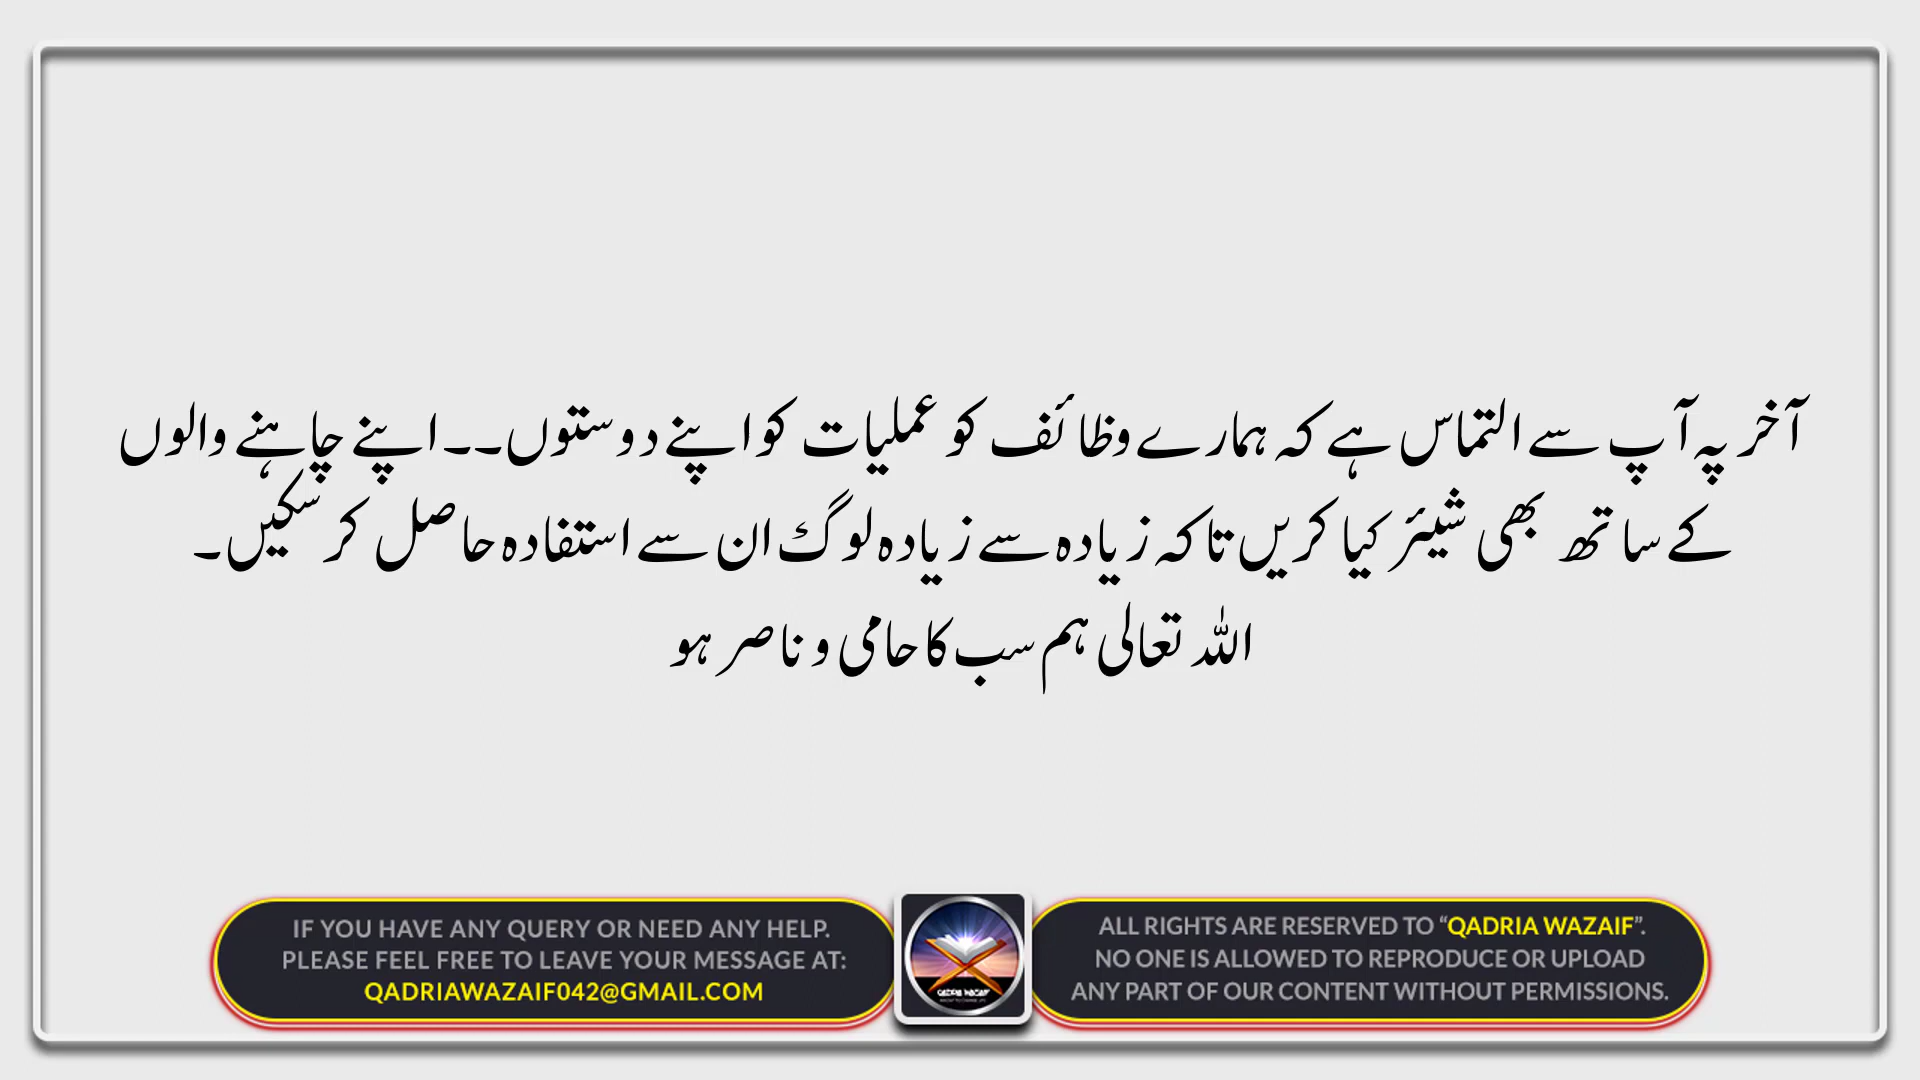 آخر پہ آپ سے التماس ہے کہ ہمارے وظائف کو عملیات کو اپنے دوستوں۔۔اپنے چاہنے والوں
کے ساتھ بھی شیئر کیا کریں تاکہ زیادہ سے زیادہ لوگ ان سے استفادہ حاصل کر سکیں۔
اللہ تعالی ہم سب کا حامی و ناصر ہو
IF YOU HAVE ANY QUERY OR NEED ANY HELP.
PLEASE FEEL FREE TO LEAVE YOUR MESSAGE AT:
QADRIAWAZAIF042@GMAIL.COM
QADRIA WAZAIF
ALL RIGHTS ARE RESERVED TO “QADRIA WAZAIF”.
NO ONE IS ALLOWED TO REPRODUCE OR UPLOAD
ANY PART OF OUR CONTENT WITHOUT PERMISSIONS.